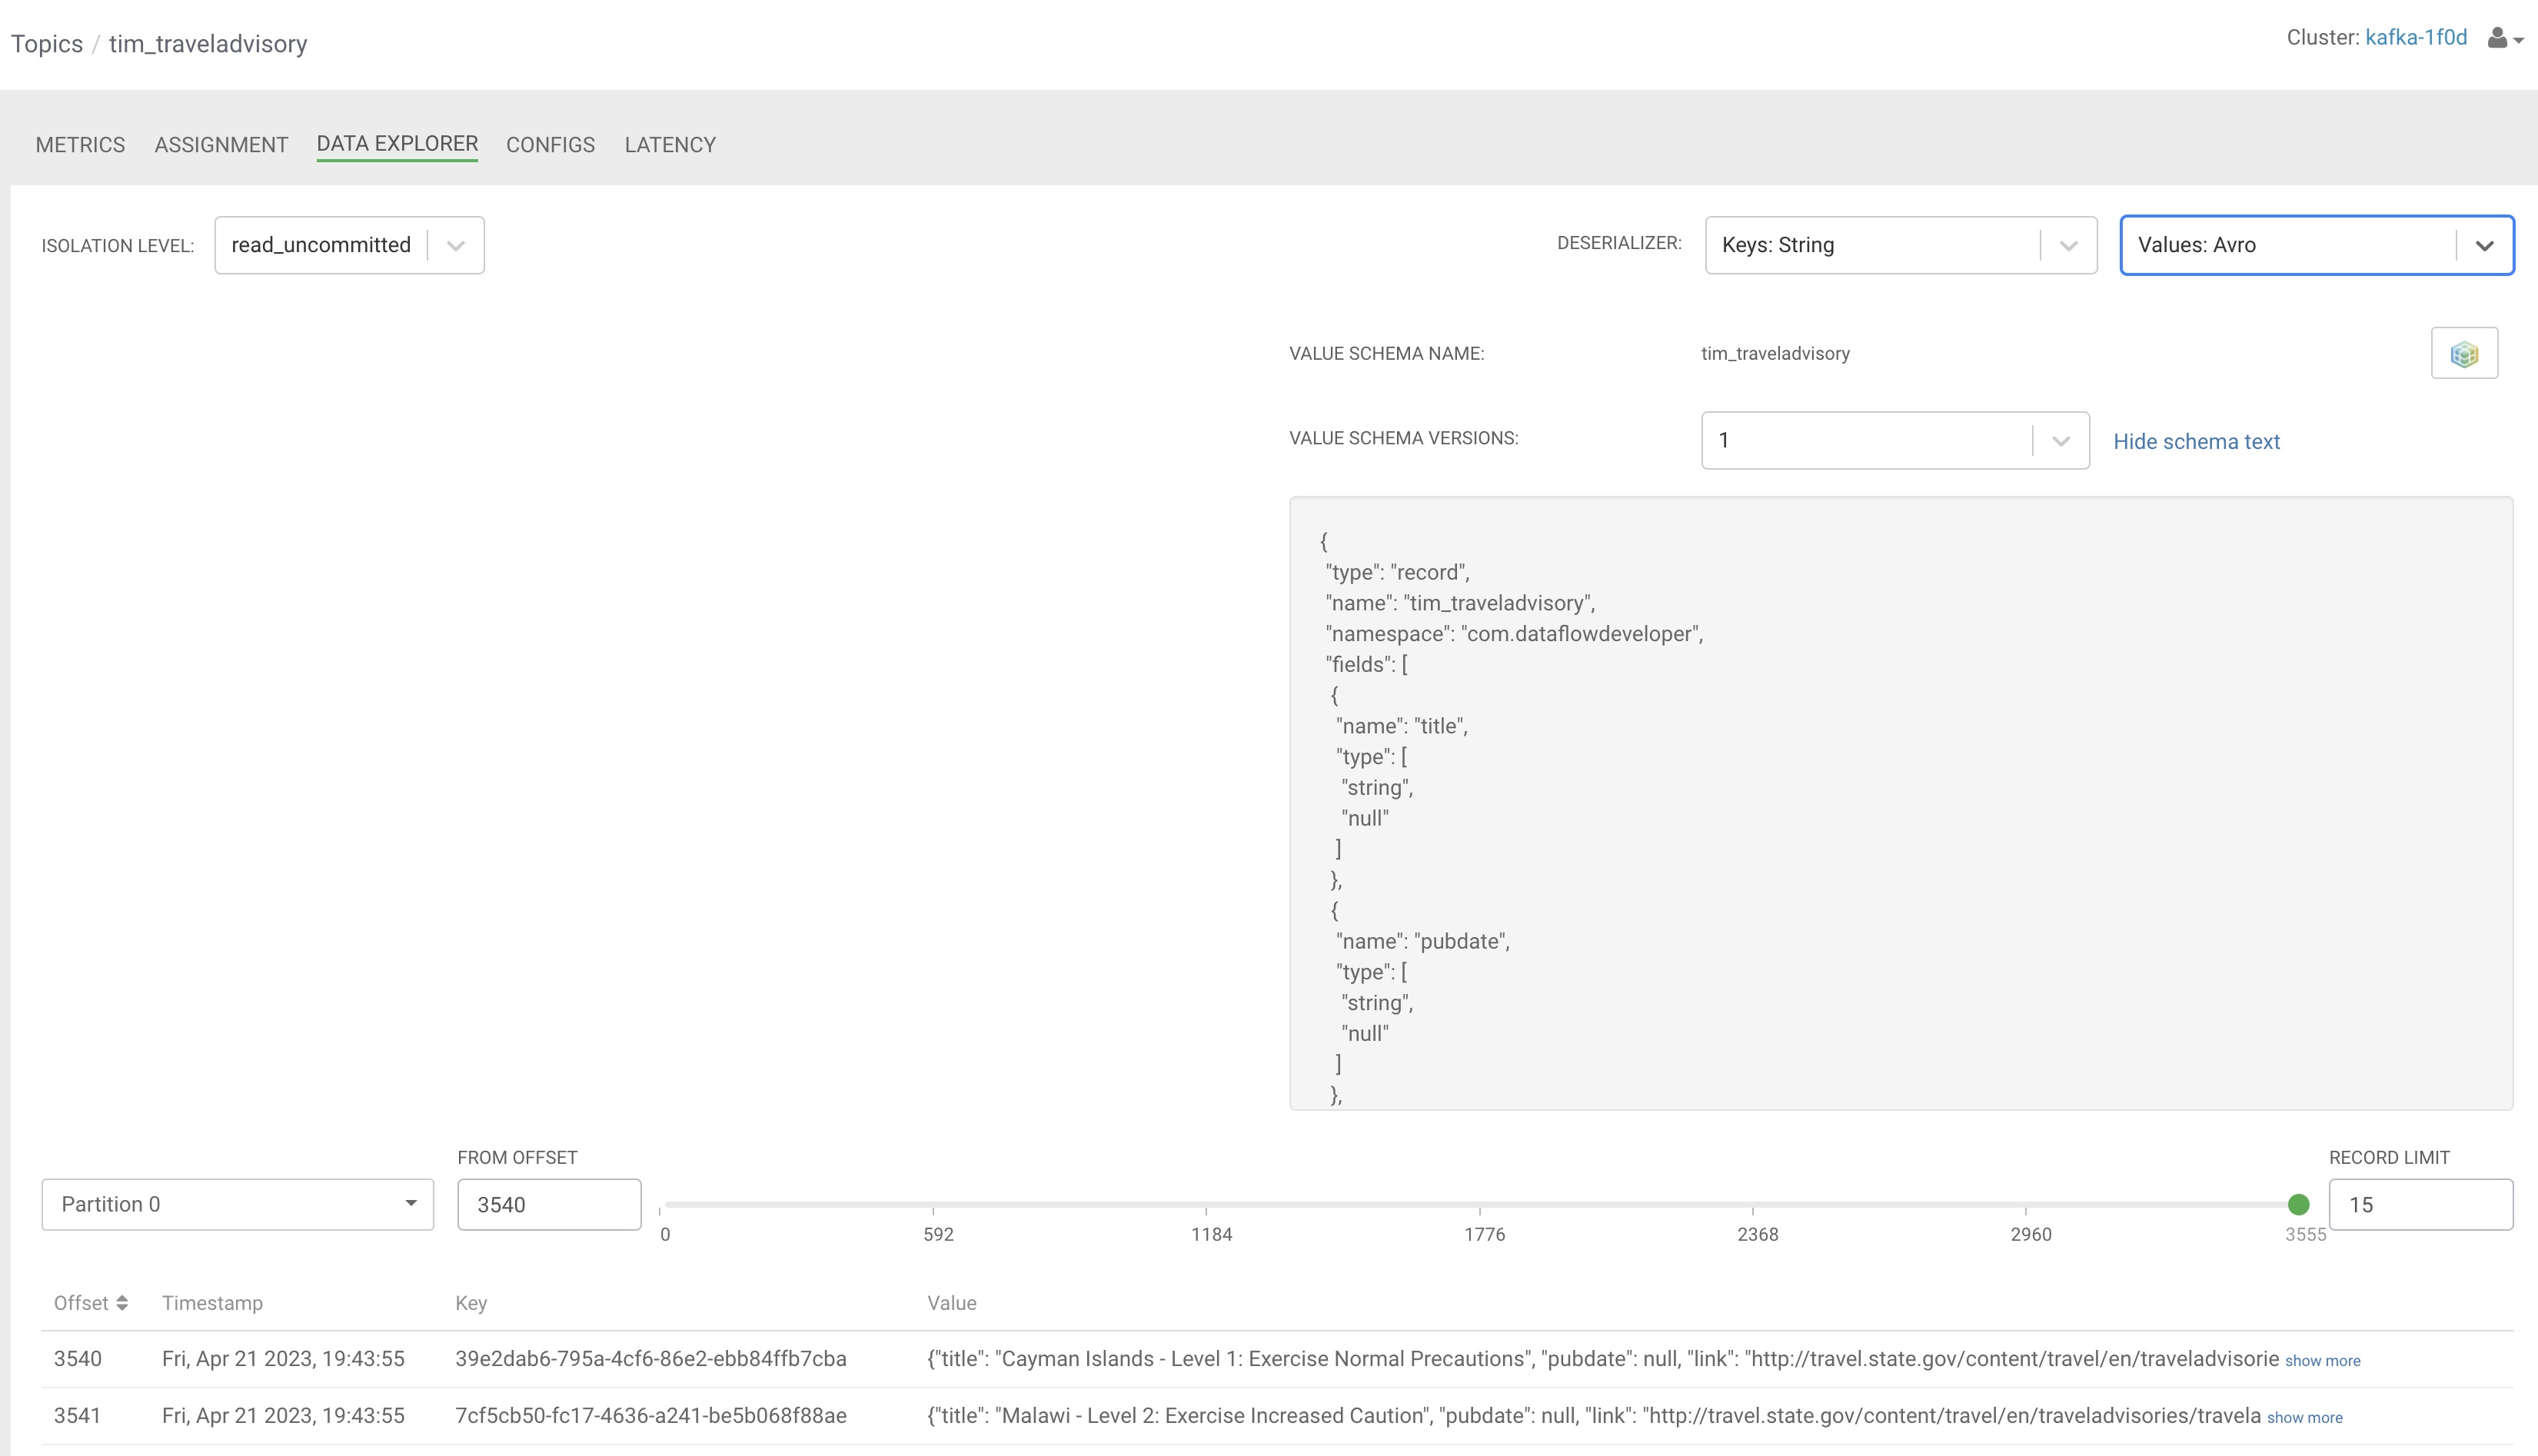 Topics / tim_traveladvisory
Cluster: kafka-1f0d
METRICS ASSIGNMENT DATA EXPLORER CONFIGS LATENCY
ISOLATION LEVEL: read_uncommitted DESERIALIZER: Keys: String Values: Avro
VALUE SCHEMA NAME: tim_traveladvisory
VALUE SCHEMA VERSIONS: 1 Hide schema text
{
"type": "record",
"name": "tim_traveladvisory",
"namespace": "com.dataflowdeveloper",
"fields": [
{
"name": "title",
"type": [
"string",
"null"
]
},
{
"name": "pubdate",
"type": [
"string",
"null"
]
},
FROM OFFSET RECORD LIMIT
Partition 0 3540 15
0 592 1184 1776 2368 2960 3555
Offset Timestamp Key Value
3540 Fri, Apr 21 2023, 19:43:55 39e2dab6-795a-4cf6-86e2-ebb84ffb7cba {"title": "Cayman Islands - Level 1: Exercise Normal Precautions", "pubdate": null, "link": "http://travel.state.gov/content/travel/en/traveladvisorie show more
3541 Fri, Apr 21 2023, 19:43:55 7cf5cb50-fc17-4636-a241-be5b068f88ae {"title": "Malawi - Level 2: Exercise Increased Caution", "pubdate": null, "link": "http://travel.state.gov/content/travel/en/traveladvisories/travela show more